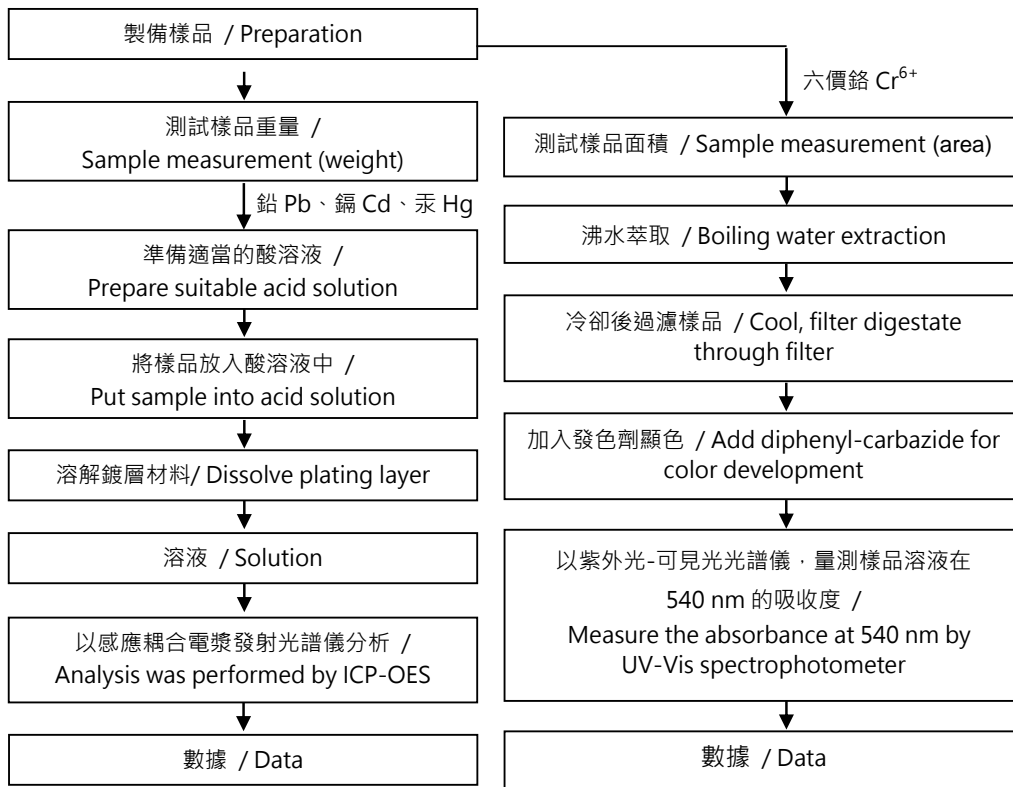 製備樣品 / Preparation
測試樣品重量 /
Sample measurement (weight)
鉛 Pb、鎘 Cd、汞 Hg
準備適當的酸溶液 /
Prepare suitable acid solution
將樣品放入酸溶液中 /
Put sample into acid solution
溶解鍍層材料/ Dissolve plating layer
溶液 / Solution
以感應耦合電漿發射光譜儀分析 /
Analysis was performed by ICP-OES
數據 / Data
六價鉻 Cr⁶⁺
測試樣品面積 / Sample measurement (area)
沸水萃取 / Boiling water extraction
冷卻後過濾樣品 / Cool, filter digestate
through filter
加入發色劑顯色 / Add diphenyl-carbazide for
color development
以紫外光-可見光光譜儀，量測樣品溶液在
540 nm 的吸收度 /
Measure the absorbance at 540 nm by
UV-Vis spectrophotometer
數據 / Data